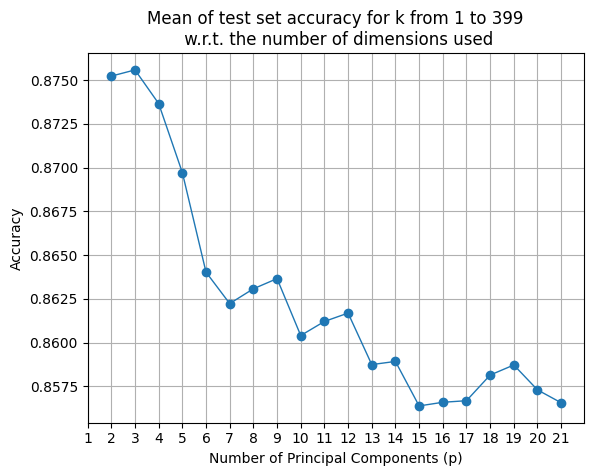 Mean of test set accuracy for k from 1 to 399
w.r.t. the number of dimensions used
0.8750
0.8725
0.8700
0.8675
0.8650
0.8625
0.8600
0.8575
Accuracy
1 2 3 4 5 6 7 8 9 10 11 12 13 14 15 16 17 18 19 20 21
Number of Principal Components (p)